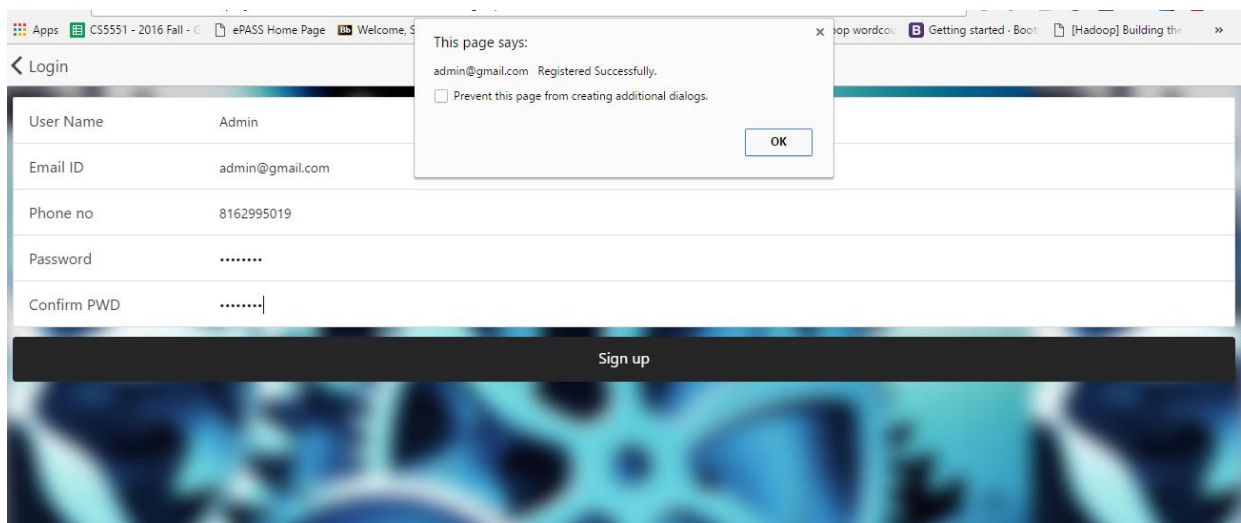 Apps CS5551 - 2016 Fall - G ePASS Home Page Bb Welcome, S op wordcou B Getting started · Boot [Hadoop] Building the »
This page says: ×
admin@gmail.com Registered Successfully.
Prevent this page from creating additional dialogs.
OK
Login
User Name Admin
Email ID admin@gmail.com
Phone no 8162995019
Password ••••••••
Confirm PWD ••••••••
Sign up